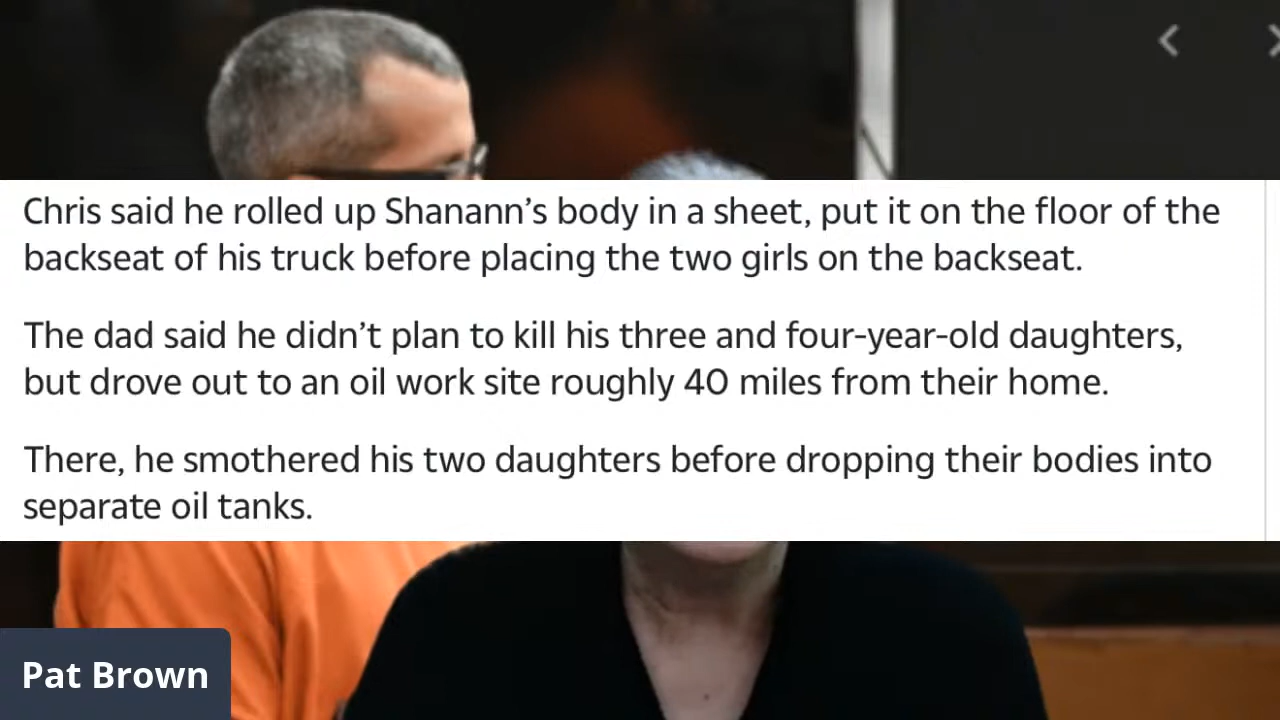 Chris said he rolled up Shanann’s body in a sheet, put it on the floor of the
backseat of his truck before placing the two girls on the backseat.
The dad said he didn’t plan to kill his three and four-year-old daughters,
but drove out to an oil work site roughly 40 miles from their home.
There, he smothered his two daughters before dropping their bodies into
separate oil tanks.
Pat Brown